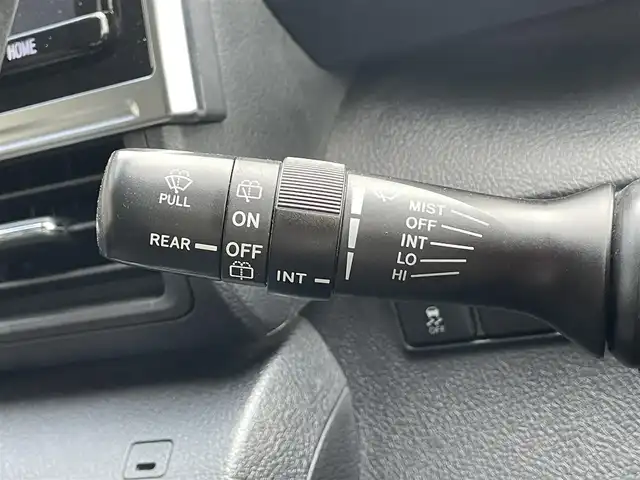 HOME
PULL
REAR
ON
OFF
INT
MIST
OFF
INT
LO
HI
OFF